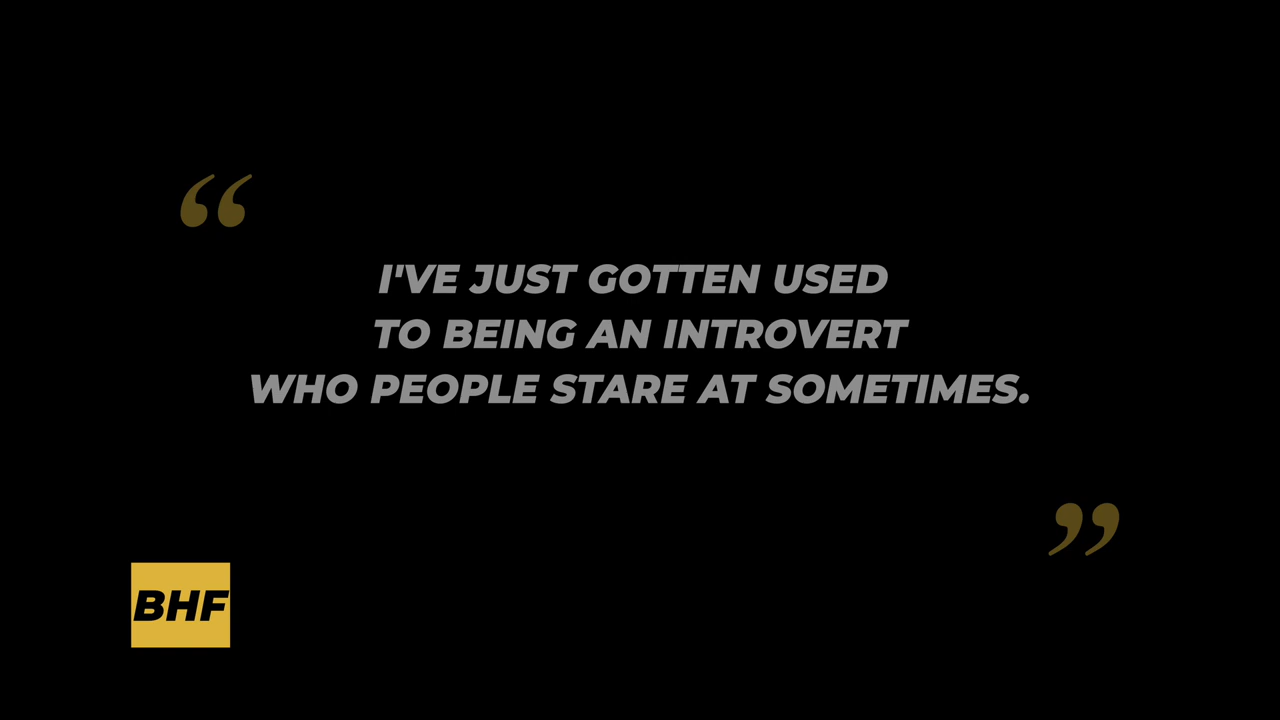 “
I'VE JUST GOTTEN USED
TO BEING AN INTROVERT
WHO PEOPLE STARE AT SOMETIMES.
”
BHF